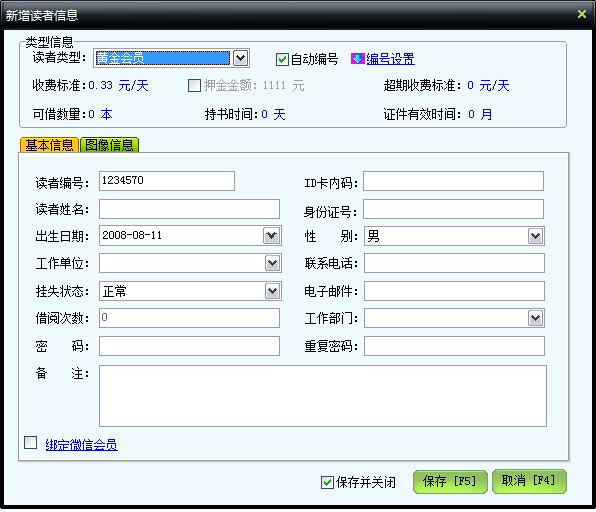 新增读者信息
类型信息
读者类型: 黄金会员 自动编号 编号设置
收费标准:0.33 元/天 押金金额: 1111 元 超期收费标准: 0 元/天
可借数量:0 本 持书时间:0 天 证件有效时间: 0 月
基本信息 图像信息
读者编号: 1234570 ID卡内码:
读者姓名: 身份证号:
出生日期: 2008-08-11 性 别: 男
工作单位: 联系电话:
挂失状态: 正常 电子邮件:
借阅次数: 0 工作部门:
密 码: 重复密码:
备 注:
绑定微信会员
保存并关闭 保存 [F5] 取消 [F4]